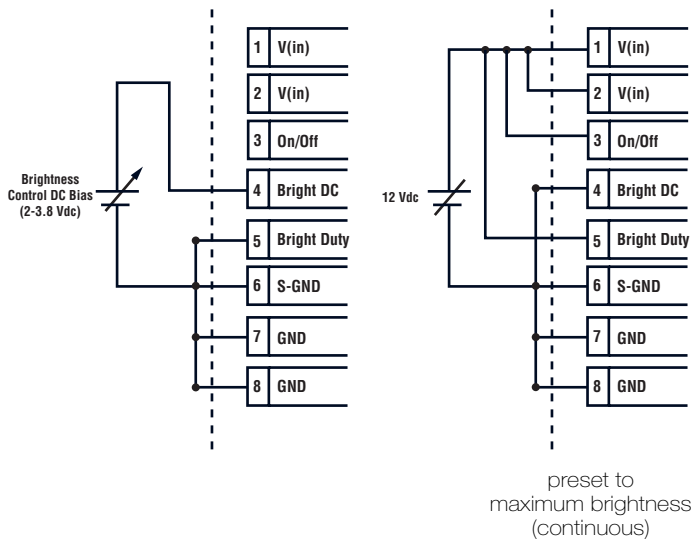 1 V(in)
2 V(in)
3 On/Off
4 Bright DC
5 Bright Duty
6 S-GND
7 GND
8 GND
Brightness
Control DC Bias
(2-3.8 Vdc)
1 V(in)
2 V(in)
3 On/Off
4 Bright DC
5 Bright Duty
6 S-GND
7 GND
8 GND
12 Vdc
preset to
maximum brightness
(continuous)